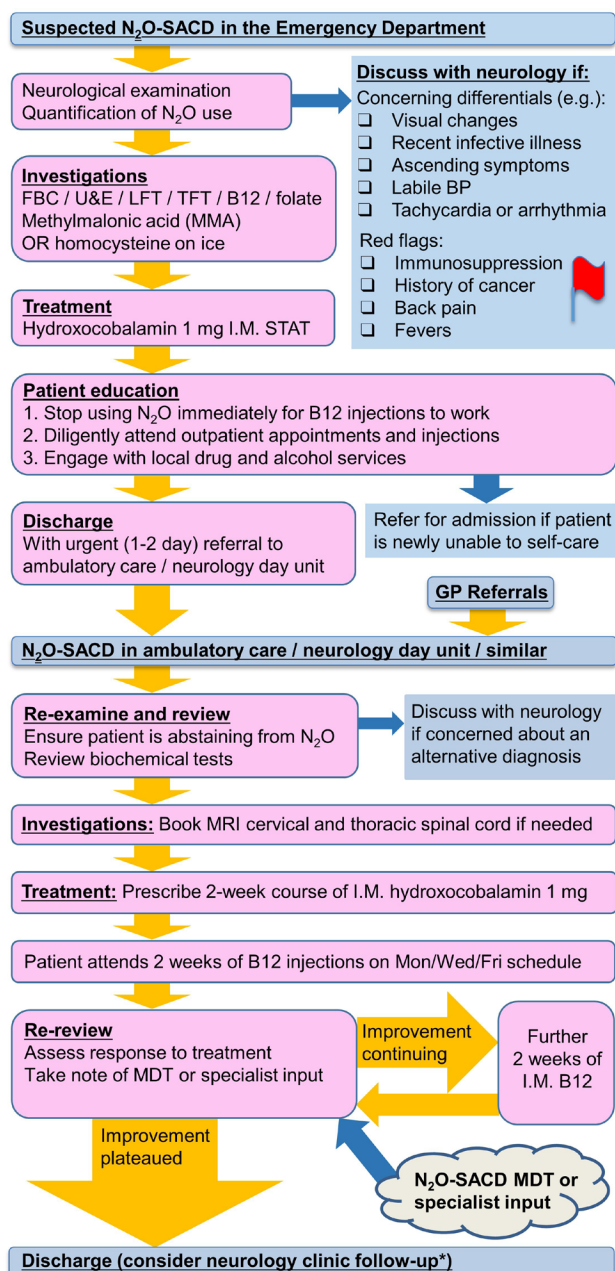 Suspected N₂O-SACD in the Emergency Department
Neurological examination
Quantification of N₂O use
Discuss with neurology if:
Concerning differentials (e.g.):
❑ Visual changes
❑ Recent infective illness
❑ Ascending symptoms
❑ Labile BP
❑ Tachycardia or arrhythmia
Red flags:
❑ Immunosuppression
❑ History of cancer
❑ Back pain
❑ Fevers
Investigations
FBC / U&E / LFT / TFT / B12 / folate
Methylmalonic acid (MMA)
OR homocysteine on ice
Treatment
Hydroxocobalamin 1 mg I.M. STAT
Patient education
1. Stop using N₂O immediately for B12 injections to work
2. Diligently attend outpatient appointments and injections
3. Engage with local drug and alcohol services
Discharge
With urgent (1-2 day) referral to
ambulatory care / neurology day unit
Refer for admission if patient
is newly unable to self-care
GP Referrals
N₂O-SACD in ambulatory care / neurology day unit / similar
Re-examine and review
Ensure patient is abstaining from N₂O
Review biochemical tests
Discuss with neurology
if concerned about an
alternative diagnosis
Investigations: Book MRI cervical and thoracic spinal cord if needed
Treatment: Prescribe 2-week course of I.M. hydroxocobalamin 1 mg
Patient attends 2 weeks of B12 injections on Mon/Wed/Fri schedule
Re-review
Assess response to treatment
Take note of MDT or specialist input
Improvement
continuing
Further
2 weeks of
I.M. B12
Improvement
plateaued
N₂O-SACD MDT or
specialist input
Discharge (consider neurology clinic follow-up*)